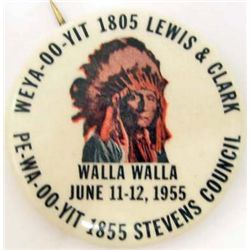 WEYA-OO-YIT 1805 LEWIS & CLARK
WALLA WALLA
JUNE 11-12, 1955
PE-WA-OO-YIT 1855 STEVENS COUNCIL